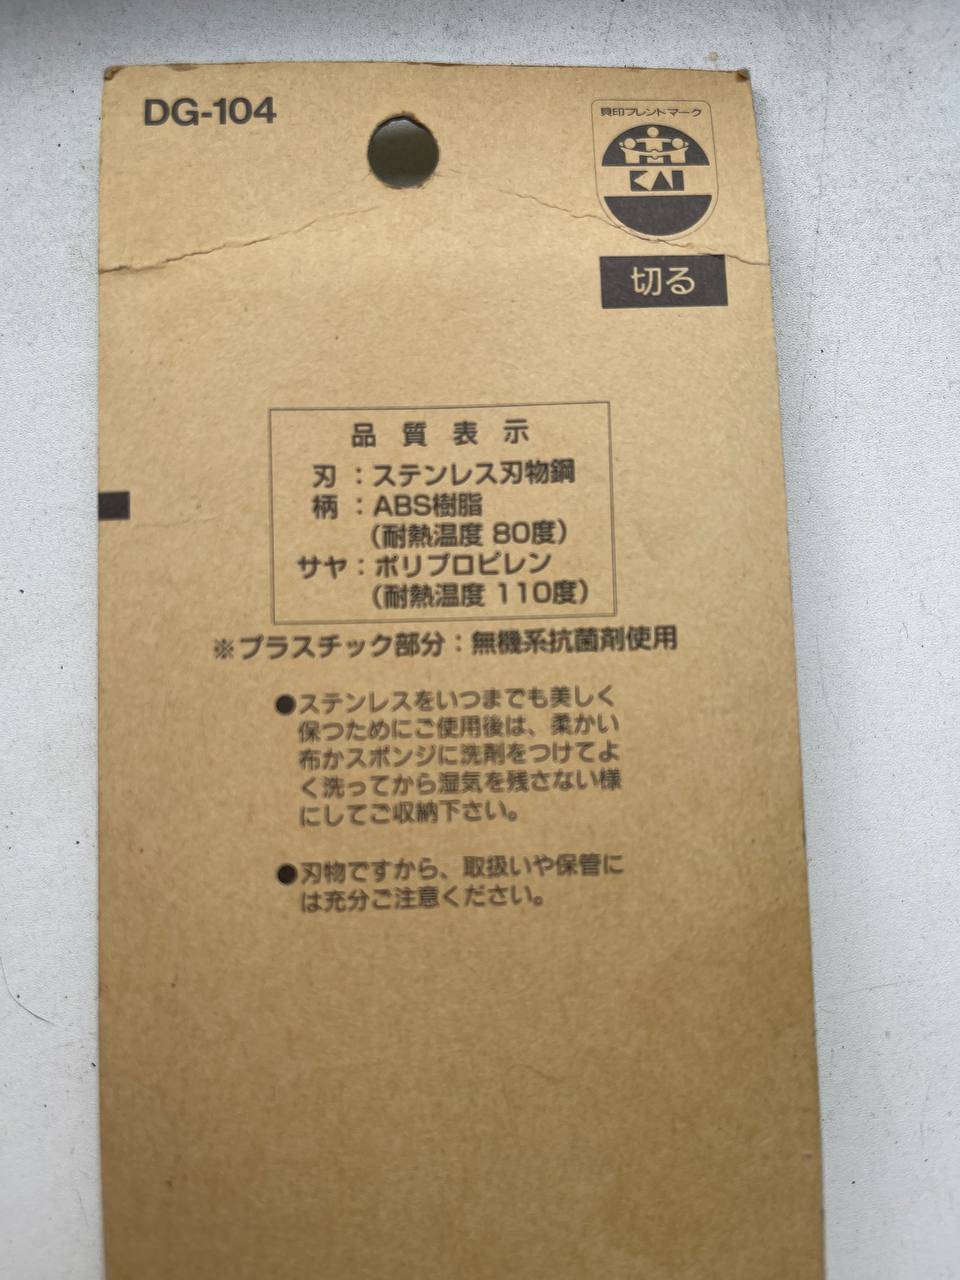 DG-104
貝印フレンドマーク
KAI
切る
品質表示
刃：ステンレス刃物鋼
柄：ABS樹脂
（耐熱温度 80度）
サヤ：ポリプロピレン
（耐熱温度 110度）
※プラスチック部分：無機系抗菌剤使用
●ステンレスをいつまでも美しく
保つためにご使用後は、柔かい
布かスポンジに洗剤をつけてよ
く洗ってから湿気を残さない様
にしてご収納下さい。
●刃物ですから、取扱いや保管に
は充分ご注意ください。